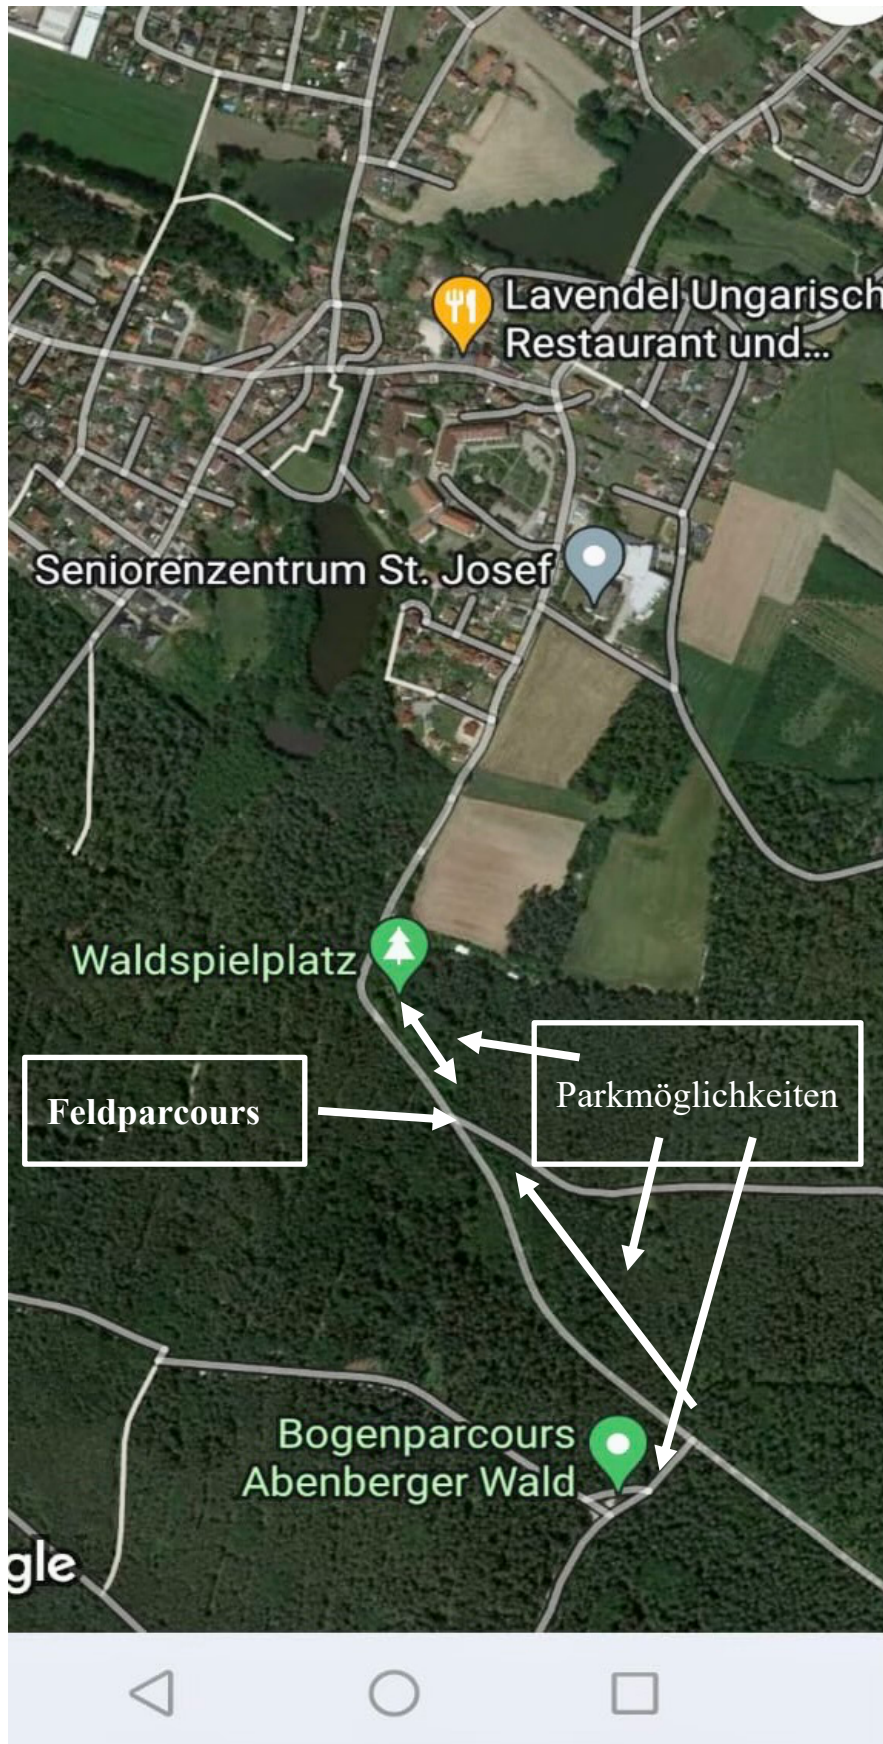 Lavendel Ungarisch
Restaurant und...
Seniorenzentrum St. Josef
Waldspielplatz
Parkmöglichkeiten
Feldparcours
Bogenparcours
Abenberger Wald
gle